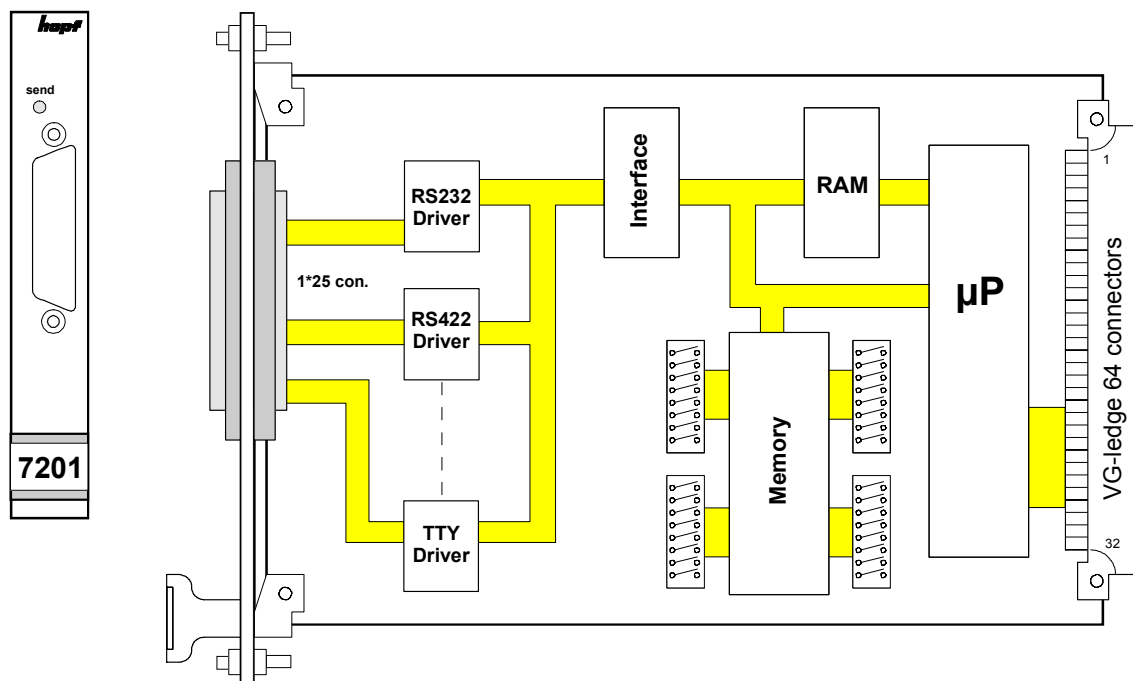 hopf
send
7201
1*25 con.
RS232
Driver
RS422
Driver
TTY
Driver
Interface
RAM
µP
Memory
VG-ledge 64 connectors
1
32